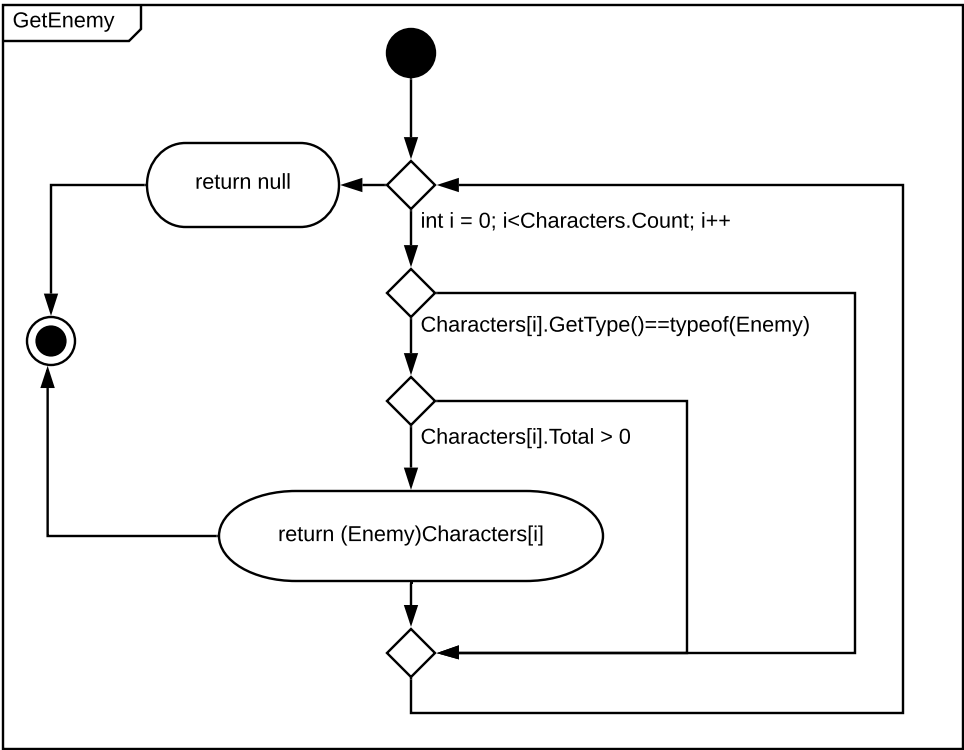 GetEnemy
return null
int i = 0; i<Characters.Count; i++
Characters[i].GetType()==typeof(Enemy)
Characters[i].Total > 0
return (Enemy)Characters[i]